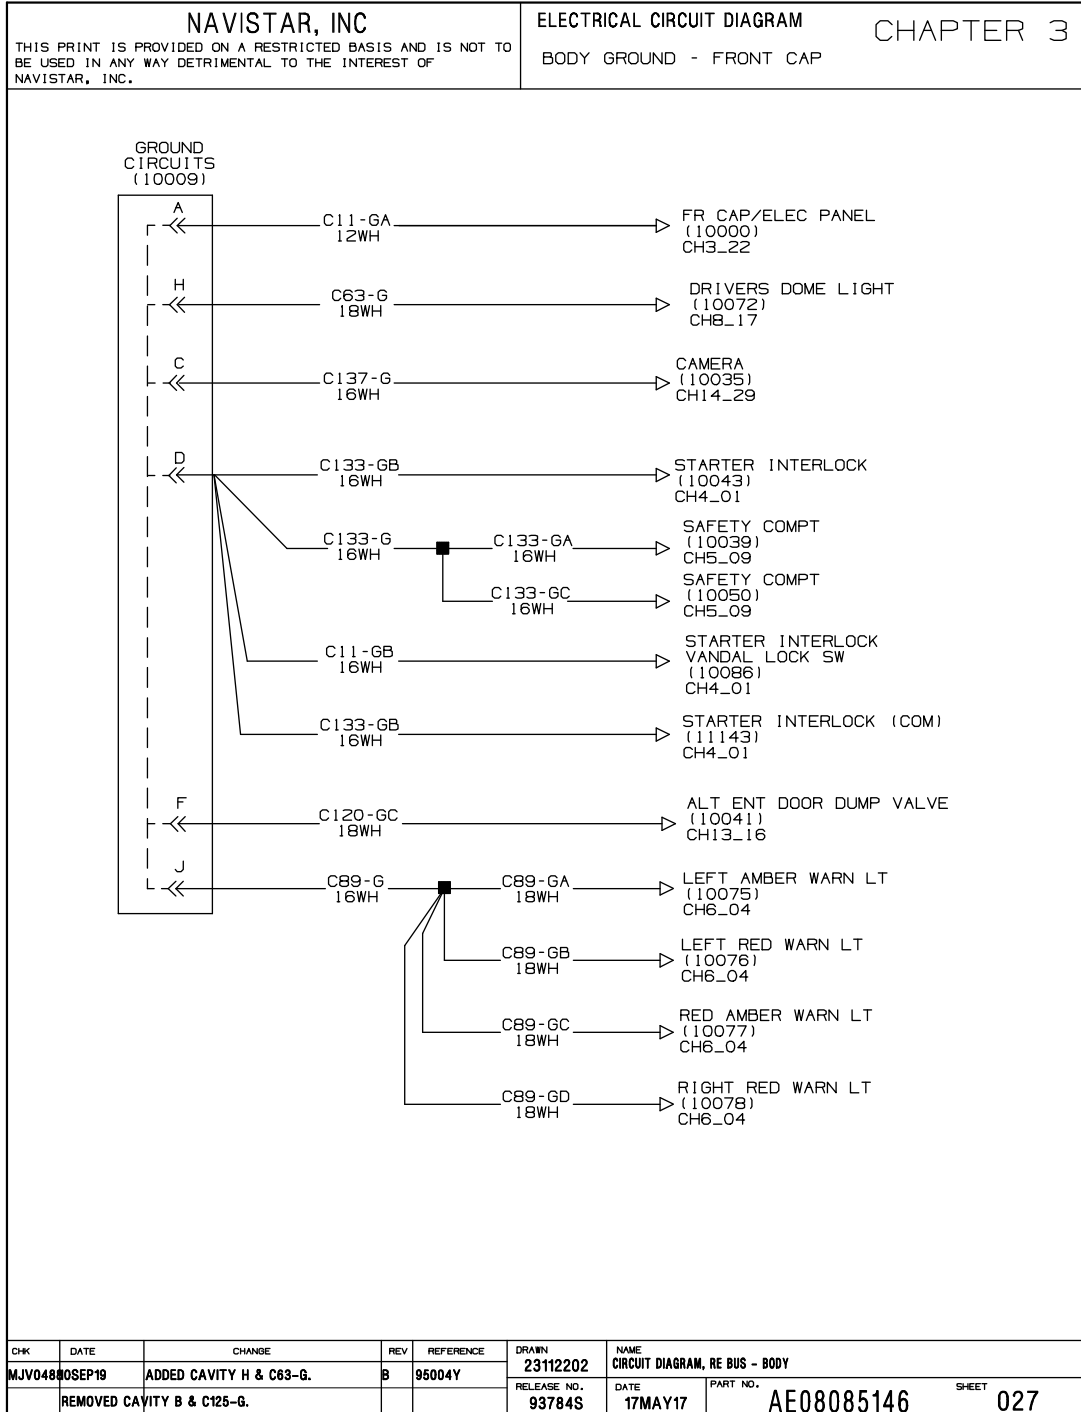 NAVISTAR, INC
THIS PRINT IS PROVIDED ON A RESTRICTED BASIS AND IS NOT TO
BE USED IN ANY WAY DETRIMENTAL TO THE INTEREST OF
NAVISTAR, INC.
ELECTRICAL CIRCUIT DIAGRAM
BODY GROUND - FRONT CAP
CHAPTER 3
GROUND
CIRCUITS
(10009)
A
C11-GA
12WH
FR CAP/ELEC PANEL
(10000)
CH3_22
H
C63-G
18WH
DRIVERS DOME LIGHT
(10072)
CH8_17
C
C137-G
16WH
CAMERA
(10035)
CH14_29
D
C133-GB
16WH
STARTER INTERLOCK
(10043)
CH4_01
C133-G
16WH
C133-GA
16WH
SAFETY COMPT
(10039)
CH5_09
C133-GC
16WH
SAFETY COMPT
(10050)
CH5_09
C11-GB
16WH
STARTER INTERLOCK
VANDAL LOCK SW
(10086)
CH4_01
C133-GB
16WH
STARTER INTERLOCK (COM)
(11143)
CH4_01
F
C120-GC
18WH
ALT ENT DOOR DUMP VALVE
(10041)
CH13_16
J
C89-G
16WH
C89-GA
18WH
LEFT AMBER WARN LT
(10075)
CH6_04
C89-GB
18WH
LEFT RED WARN LT
(10076)
CH6_04
C89-GC
18WH
RED AMBER WARN LT
(10077)
CH6_04
C89-GD
18WH
RIGHT RED WARN LT
(10078)
CH6_04
CHK DATE CHANGE REV REFERENCE
0SEP19 ADDED CAVITY H & C63-G. B 95004Y
REMOVED CAVITY B & C125-G.
DRAWN
23112202
NAME
CIRCUIT DIAGRAM, RE BUS - BODY
RELEASE NO.
93784S
DATE
17MAY17
PART NO.
AE08085146
SHEET
027